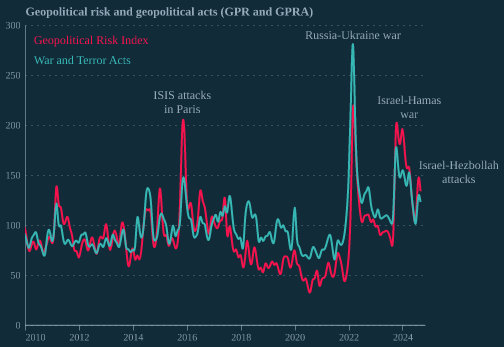 Geopolitical risk and geopolitical acts (GPR and GPRA)
300
Geopolitical Risk Index
War and Terror Acts
Russia-Ukraine war
250
ISIS attacks
in Paris
Israel-Hamas
war
200
Israel-Hezbollah
attacks
150
100
50
0
2010 2012 2014 2016 2018 2020 2022 2024